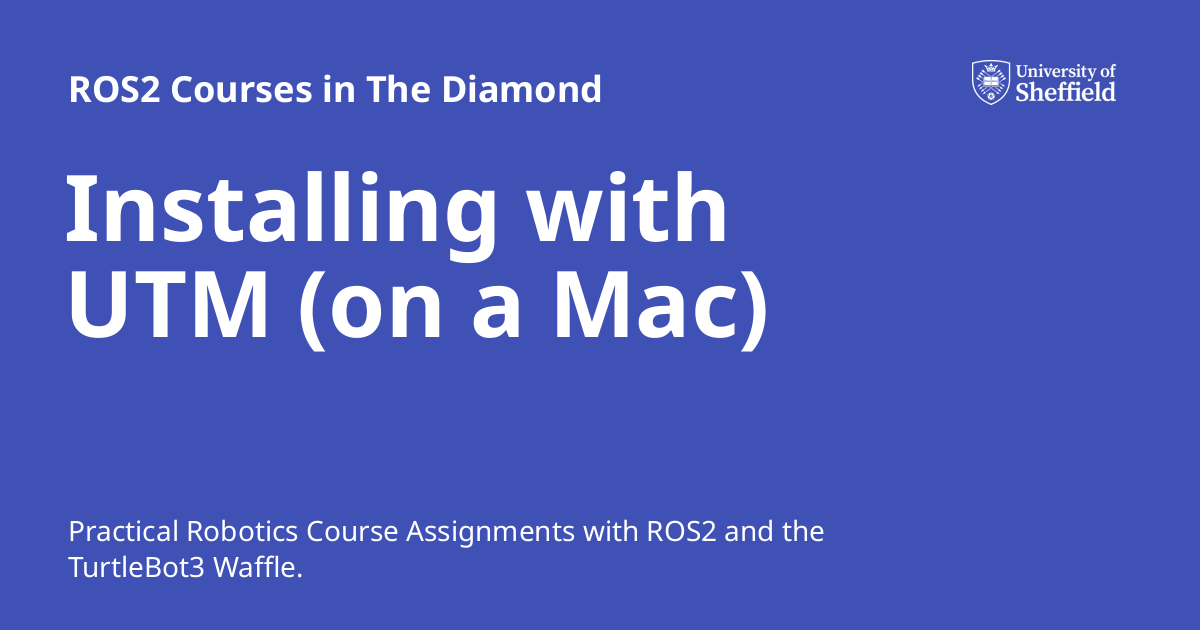 ROS2 Courses in The Diamond
University of
Sheffield
Installing with
UTM (on a Mac)
Practical Robotics Course Assignments with ROS2 and the
TurtleBot3 Waffle.